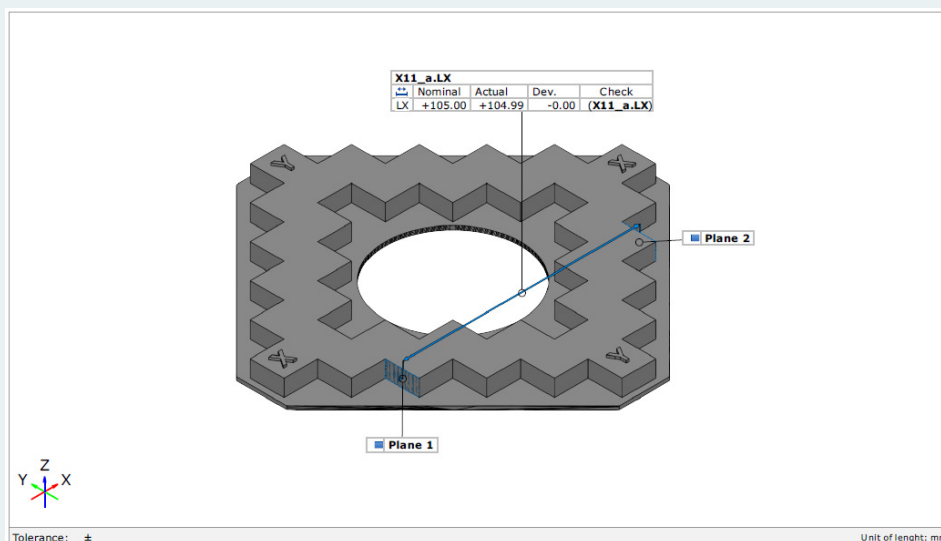 X11_a.LX
Nominal Actual Dev. Check
LX +105.00 +104.99 -0.00 (X11_a.LX)
Y X
Plane 2
X Y
Plane 1
Z
Y X
Tolerance: ±
Unit of lenght: